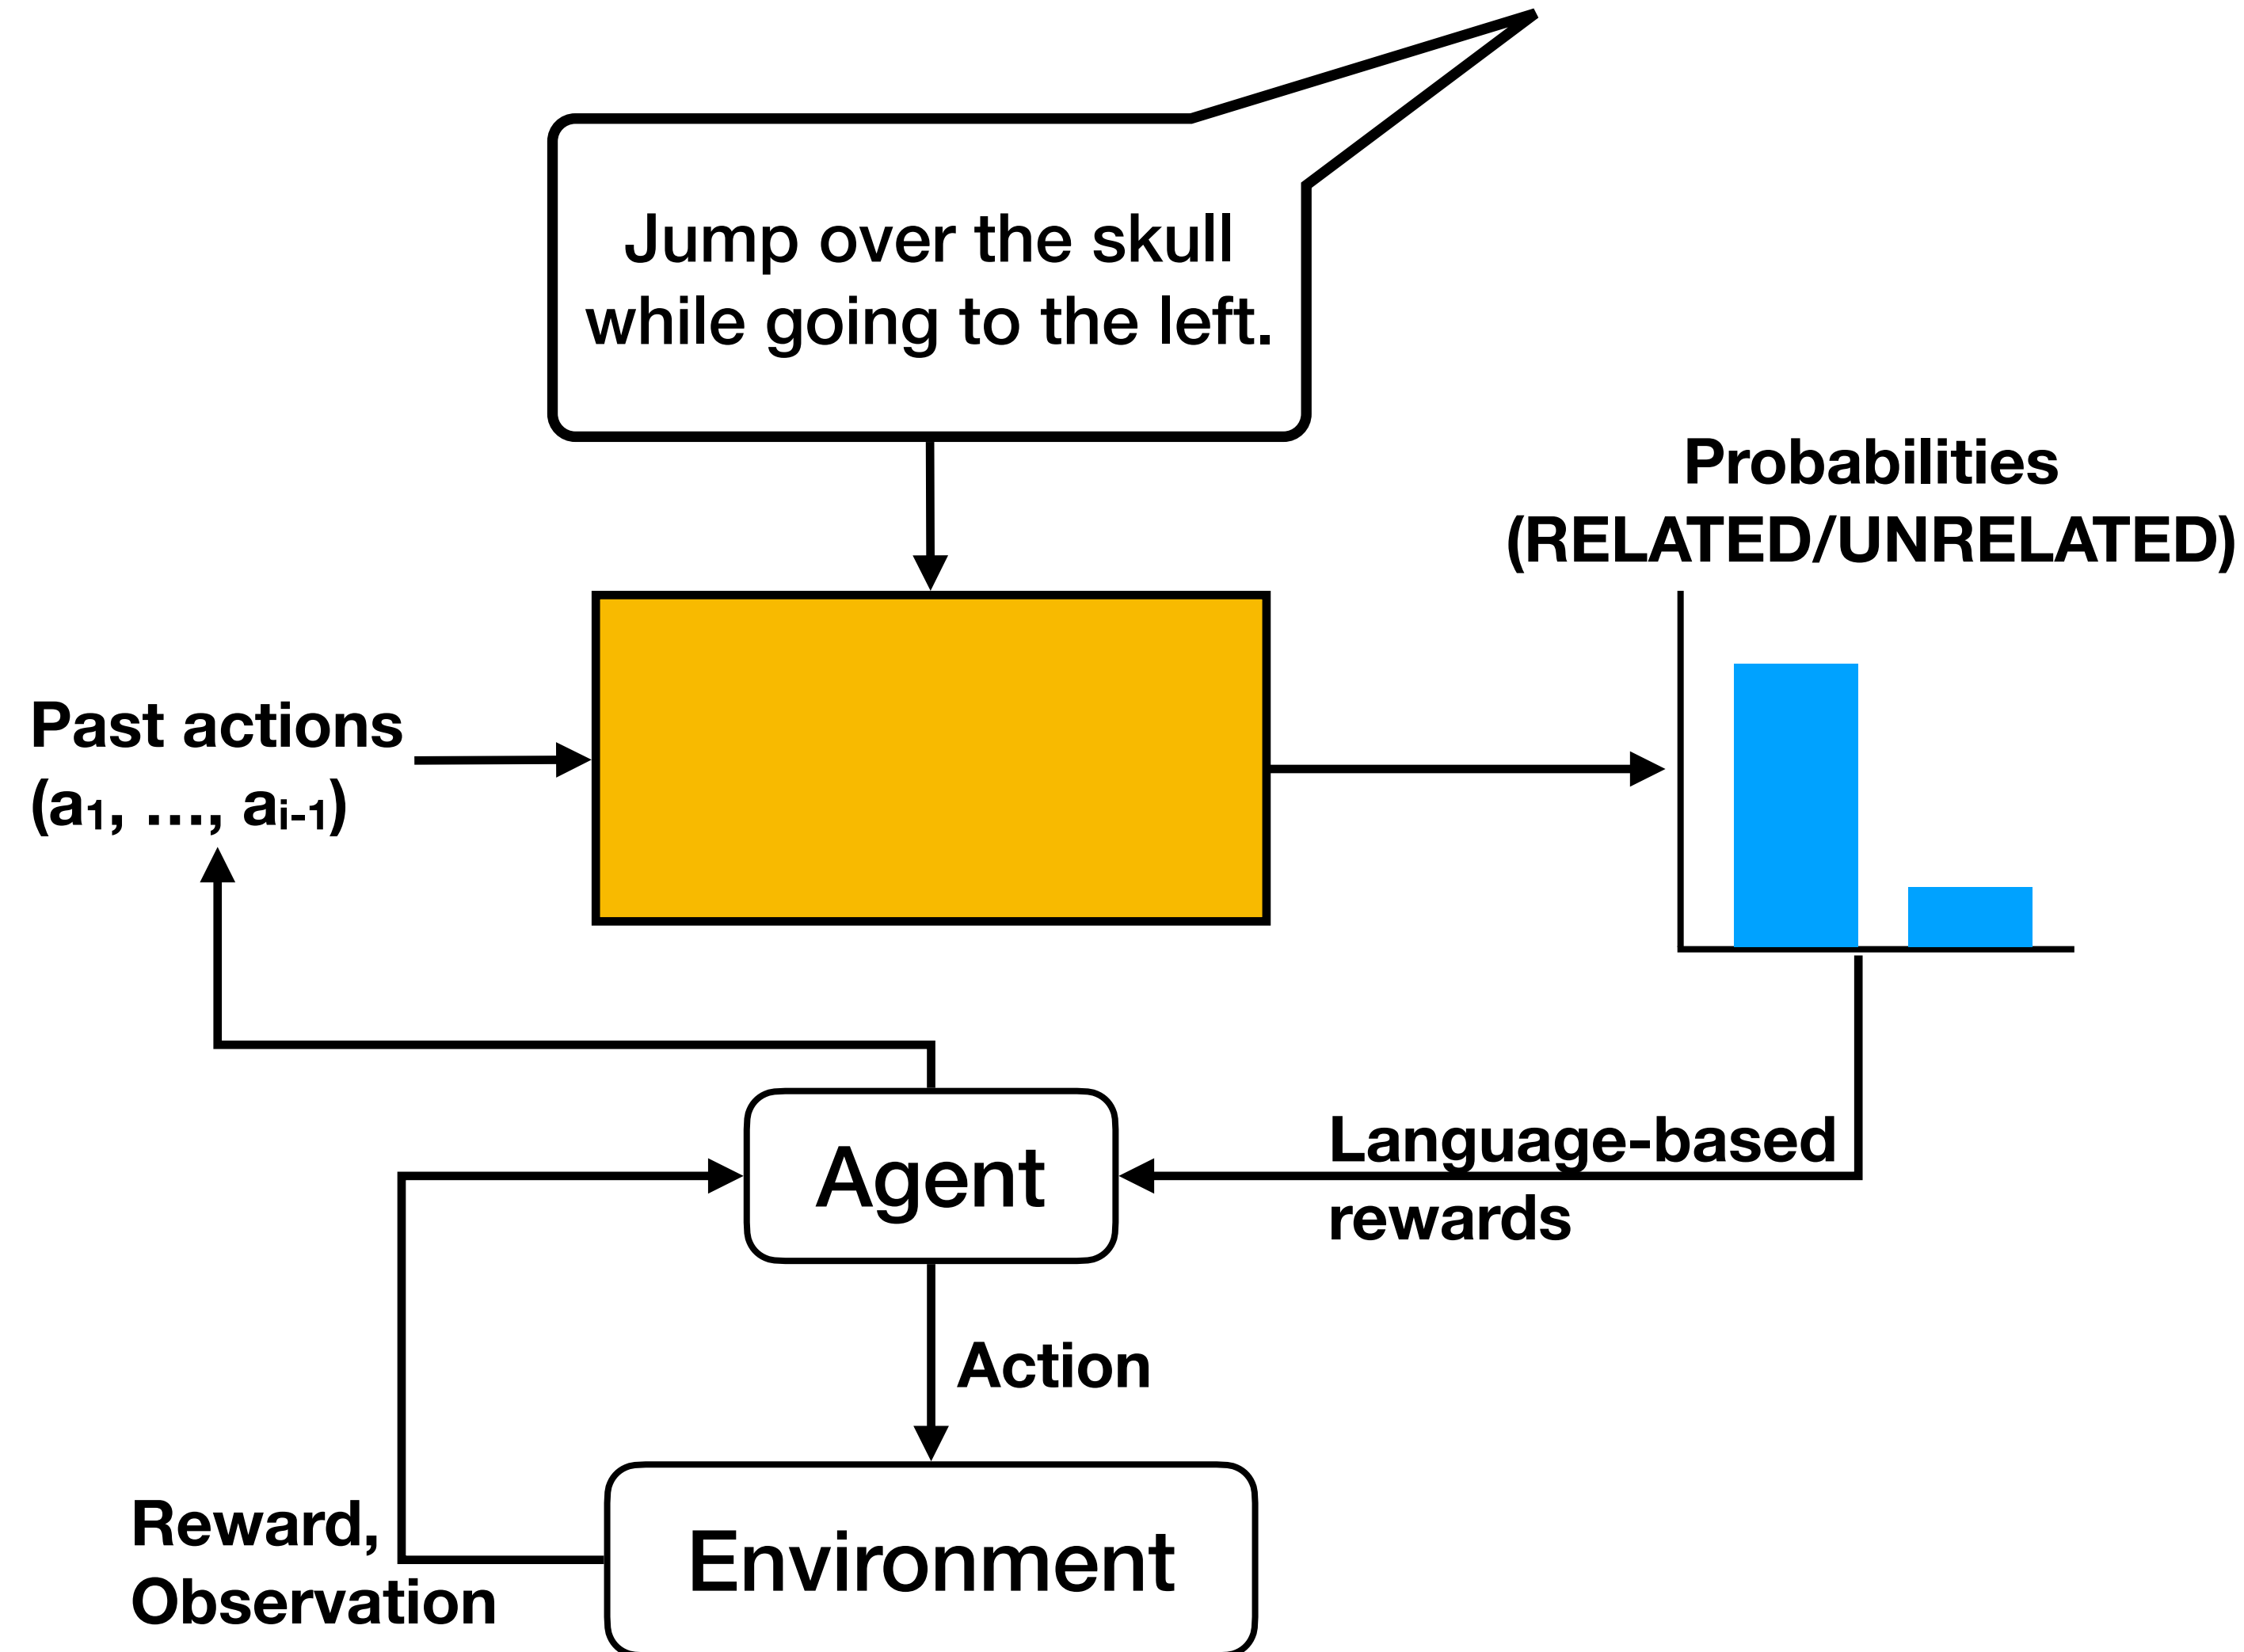 Jump over the skull
while going to the left.
Probabilities
(RELATED/UNRELATED)
Past actions
(a₁, ..., aᵢ₋₁)
Agent
Language-based
rewards
Action
Reward,
Observation
Environment